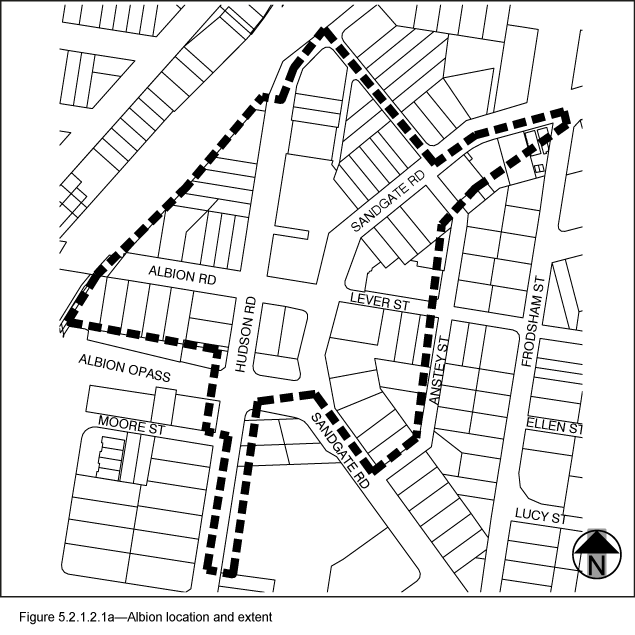 SANDGATE RD
ALBION RD
LEVER ST
HUDSON RD
FRODSHAM ST
ANSTEY ST
ALBION OPASS
MOORE ST
SANDGATE RD
ELLEN ST
LUCY ST
N
Figure 5.2.1.2.1a—Albion location and extent